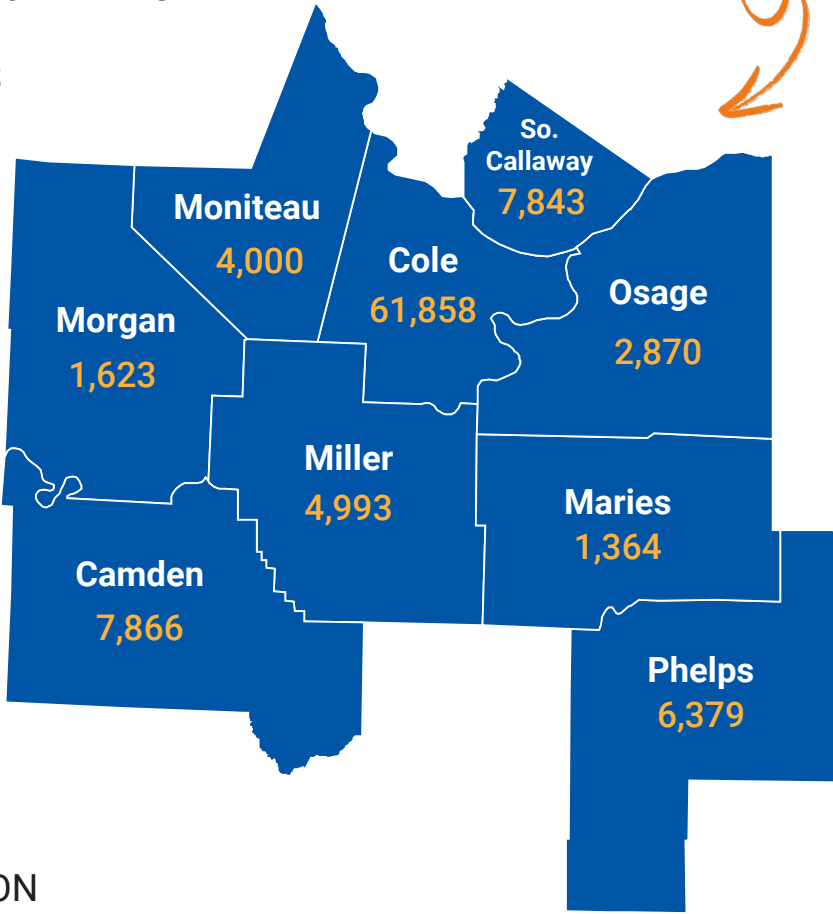 So.
Callaway
7,843
Moniteau
4,000
Cole
61,858
Osage
2,870
Morgan
1,623
Miller
4,993
Maries
1,364
Camden
7,866
Phelps
6,379
ON